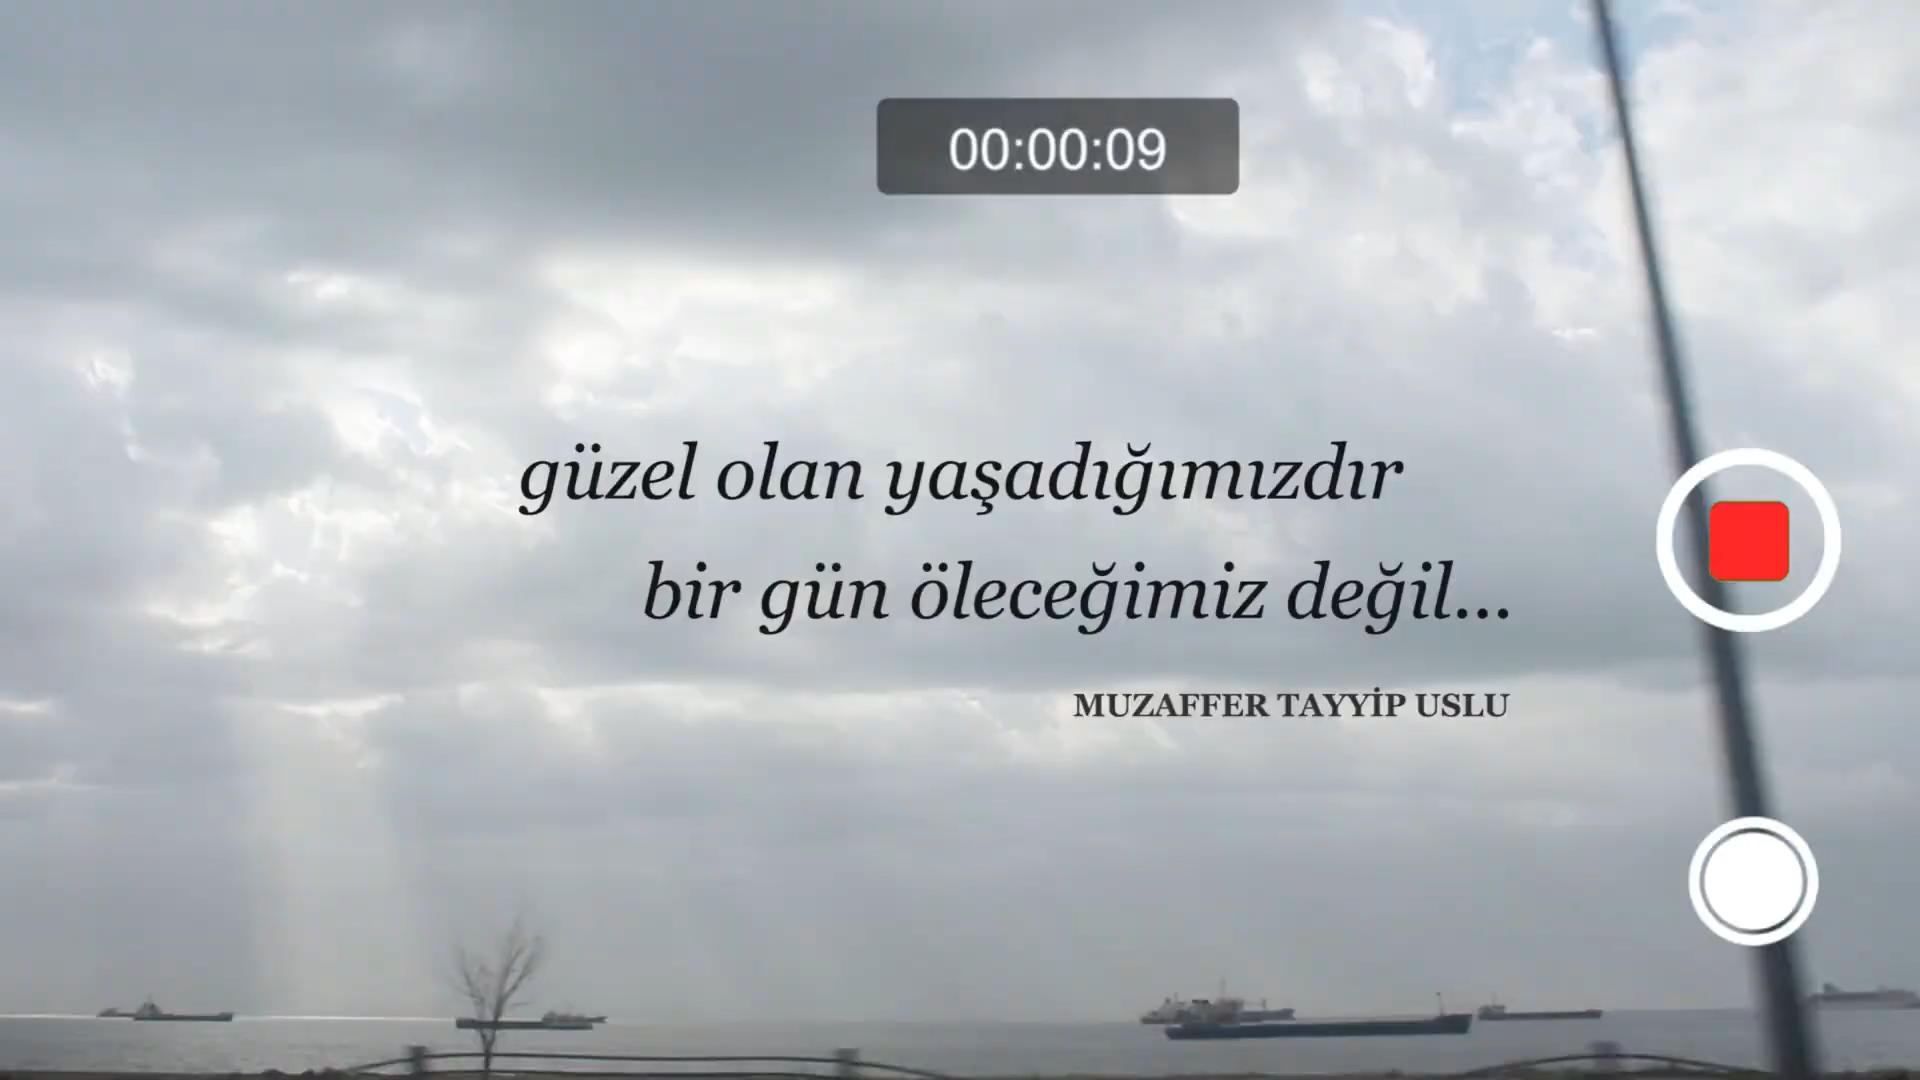 00:00:09
güzel olan yaşadığımızdır
bir gün öleceğimiz değil...
MUZAFFER TAYYİP USLU